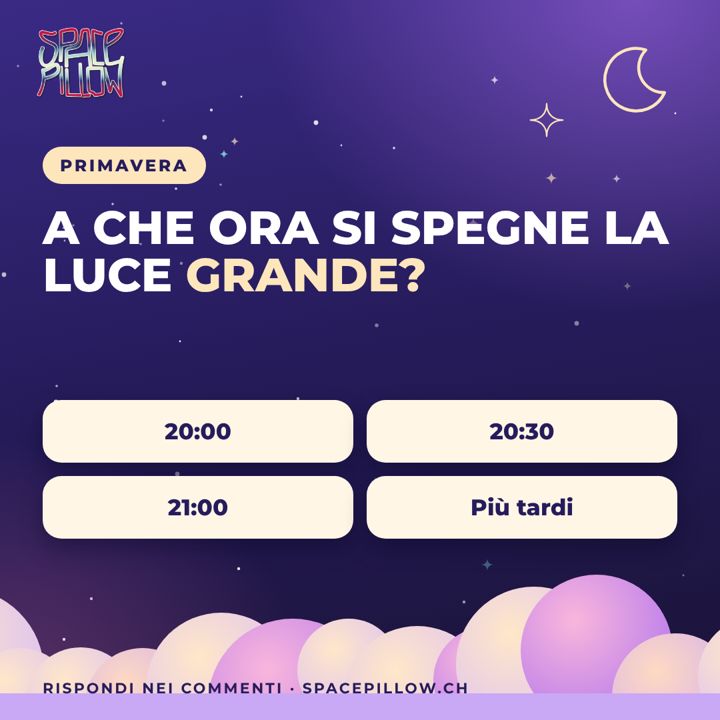 SPACE
PILLOW
PRIMAVERA
A CHE ORA SI SPEGNE LA
LUCE GRANDE?
20:00
20:30
21:00
Più tardi
RISPONDI NEI COMMENTI · SPACEPILLOW.CH